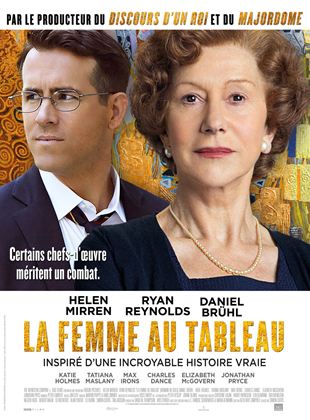 PAR LE PRODUCTEUR DU DISCOURS D'UN ROI ET DU MAJORDOME
Certains chefs-d'œuvre
méritent un combat.
HELEN MIRREN
RYAN REYNOLDS
DANIEL BRÜHL
LA FEMME AU TABLEAU
INSPIRÉ D'UNE INCROYABLE HISTOIRE VRAIE
KATIE HOLMES
TATIANA MASLANY
MAX IRONS
CHARLES DANCE
ELIZABETH McGOVERN
JONATHAN PRYCE